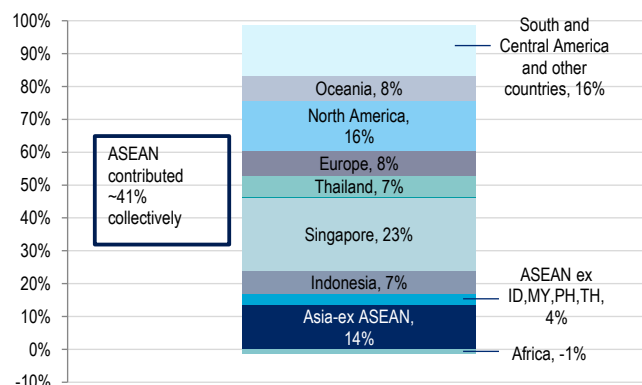 100%
90%
80%
70%
60%
50%
40%
30%
20%
10%
0%
-10%
ASEAN
contributed
~41%
collectively
South and
Central America
and other
countries, 16%
Oceania, 8%
North America,
16%
Europe, 8%
Thailand, 7%
Singapore, 23%
Indonesia, 7%
ASEAN ex
ID,MY,PH,TH,
4%
Asia-ex ASEAN,
14%
Africa, -1%